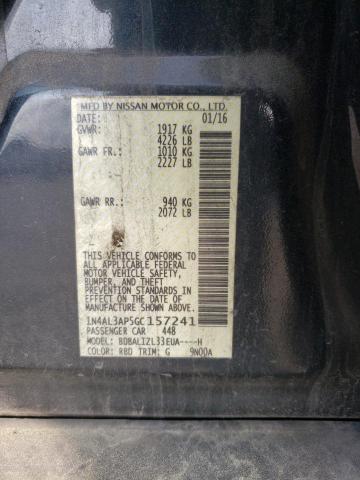 MFD BY NISSAN MOTOR CO., LTD.
DATE: 01/16
GVWR: 1917 KG
4226 LB
GAWR FR.: 1010 KG
2227 LB
GAWR RR.: 940 KG
2072 LB
THIS VEHICLE CONFORMS TO
ALL APPLICABLE FEDERAL
MOTOR VEHICLE SAFETY,
BUMPER, AND THEFT
PREVENTION STANDARDS IN
EFFECT ON THE DATE OF
MANUFACTURE SHOWN ABOVE.
1N4AL3AP5GC157241
PASSENGER CAR 448
MODEL: BDBALIZL33EUA----H
COLOR: RBD TRIM: G 9N00A